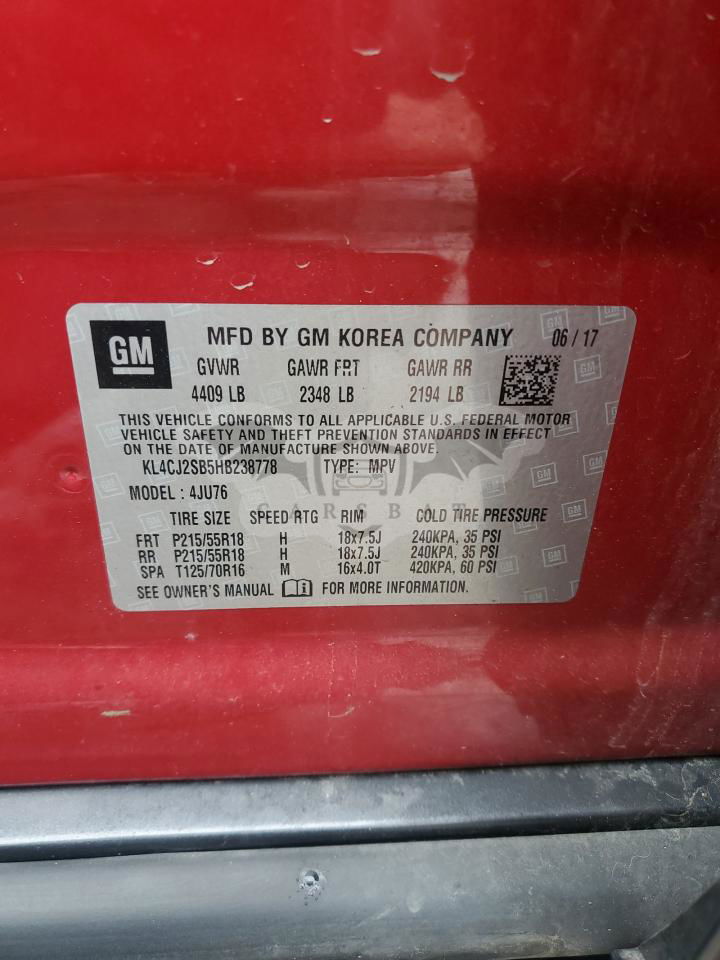 GM
MFD BY GM KOREA COMPANY 06 / 17
GVWR GAWR FRT GAWR RR
4409 LB 2348 LB 2194 LB
THIS VEHICLE CONFORMS TO ALL APPLICABLE U.S. FEDERAL MOTOR
VEHICLE SAFETY AND THEFT PREVENTION STANDARDS IN EFFECT
ON THE DATE OF MANUFACTURE SHOWN ABOVE.
KL4CJ2SB5HB238778 TYPE: MPV
MODEL : 4JU76
CARSBAT
TIRE SIZE SPEED RTG RIM COLD TIRE PRESSURE
FRT P215/55R18 H 18x7.5J 240KPA, 35 PSI
RR P215/55R18 H 18x7.5J 240KPA, 35 PSI
SPA T125/70R16 M 16x4.0T 420KPA, 60 PSI
SEE OWNER'S MANUAL FOR MORE INFORMATION.